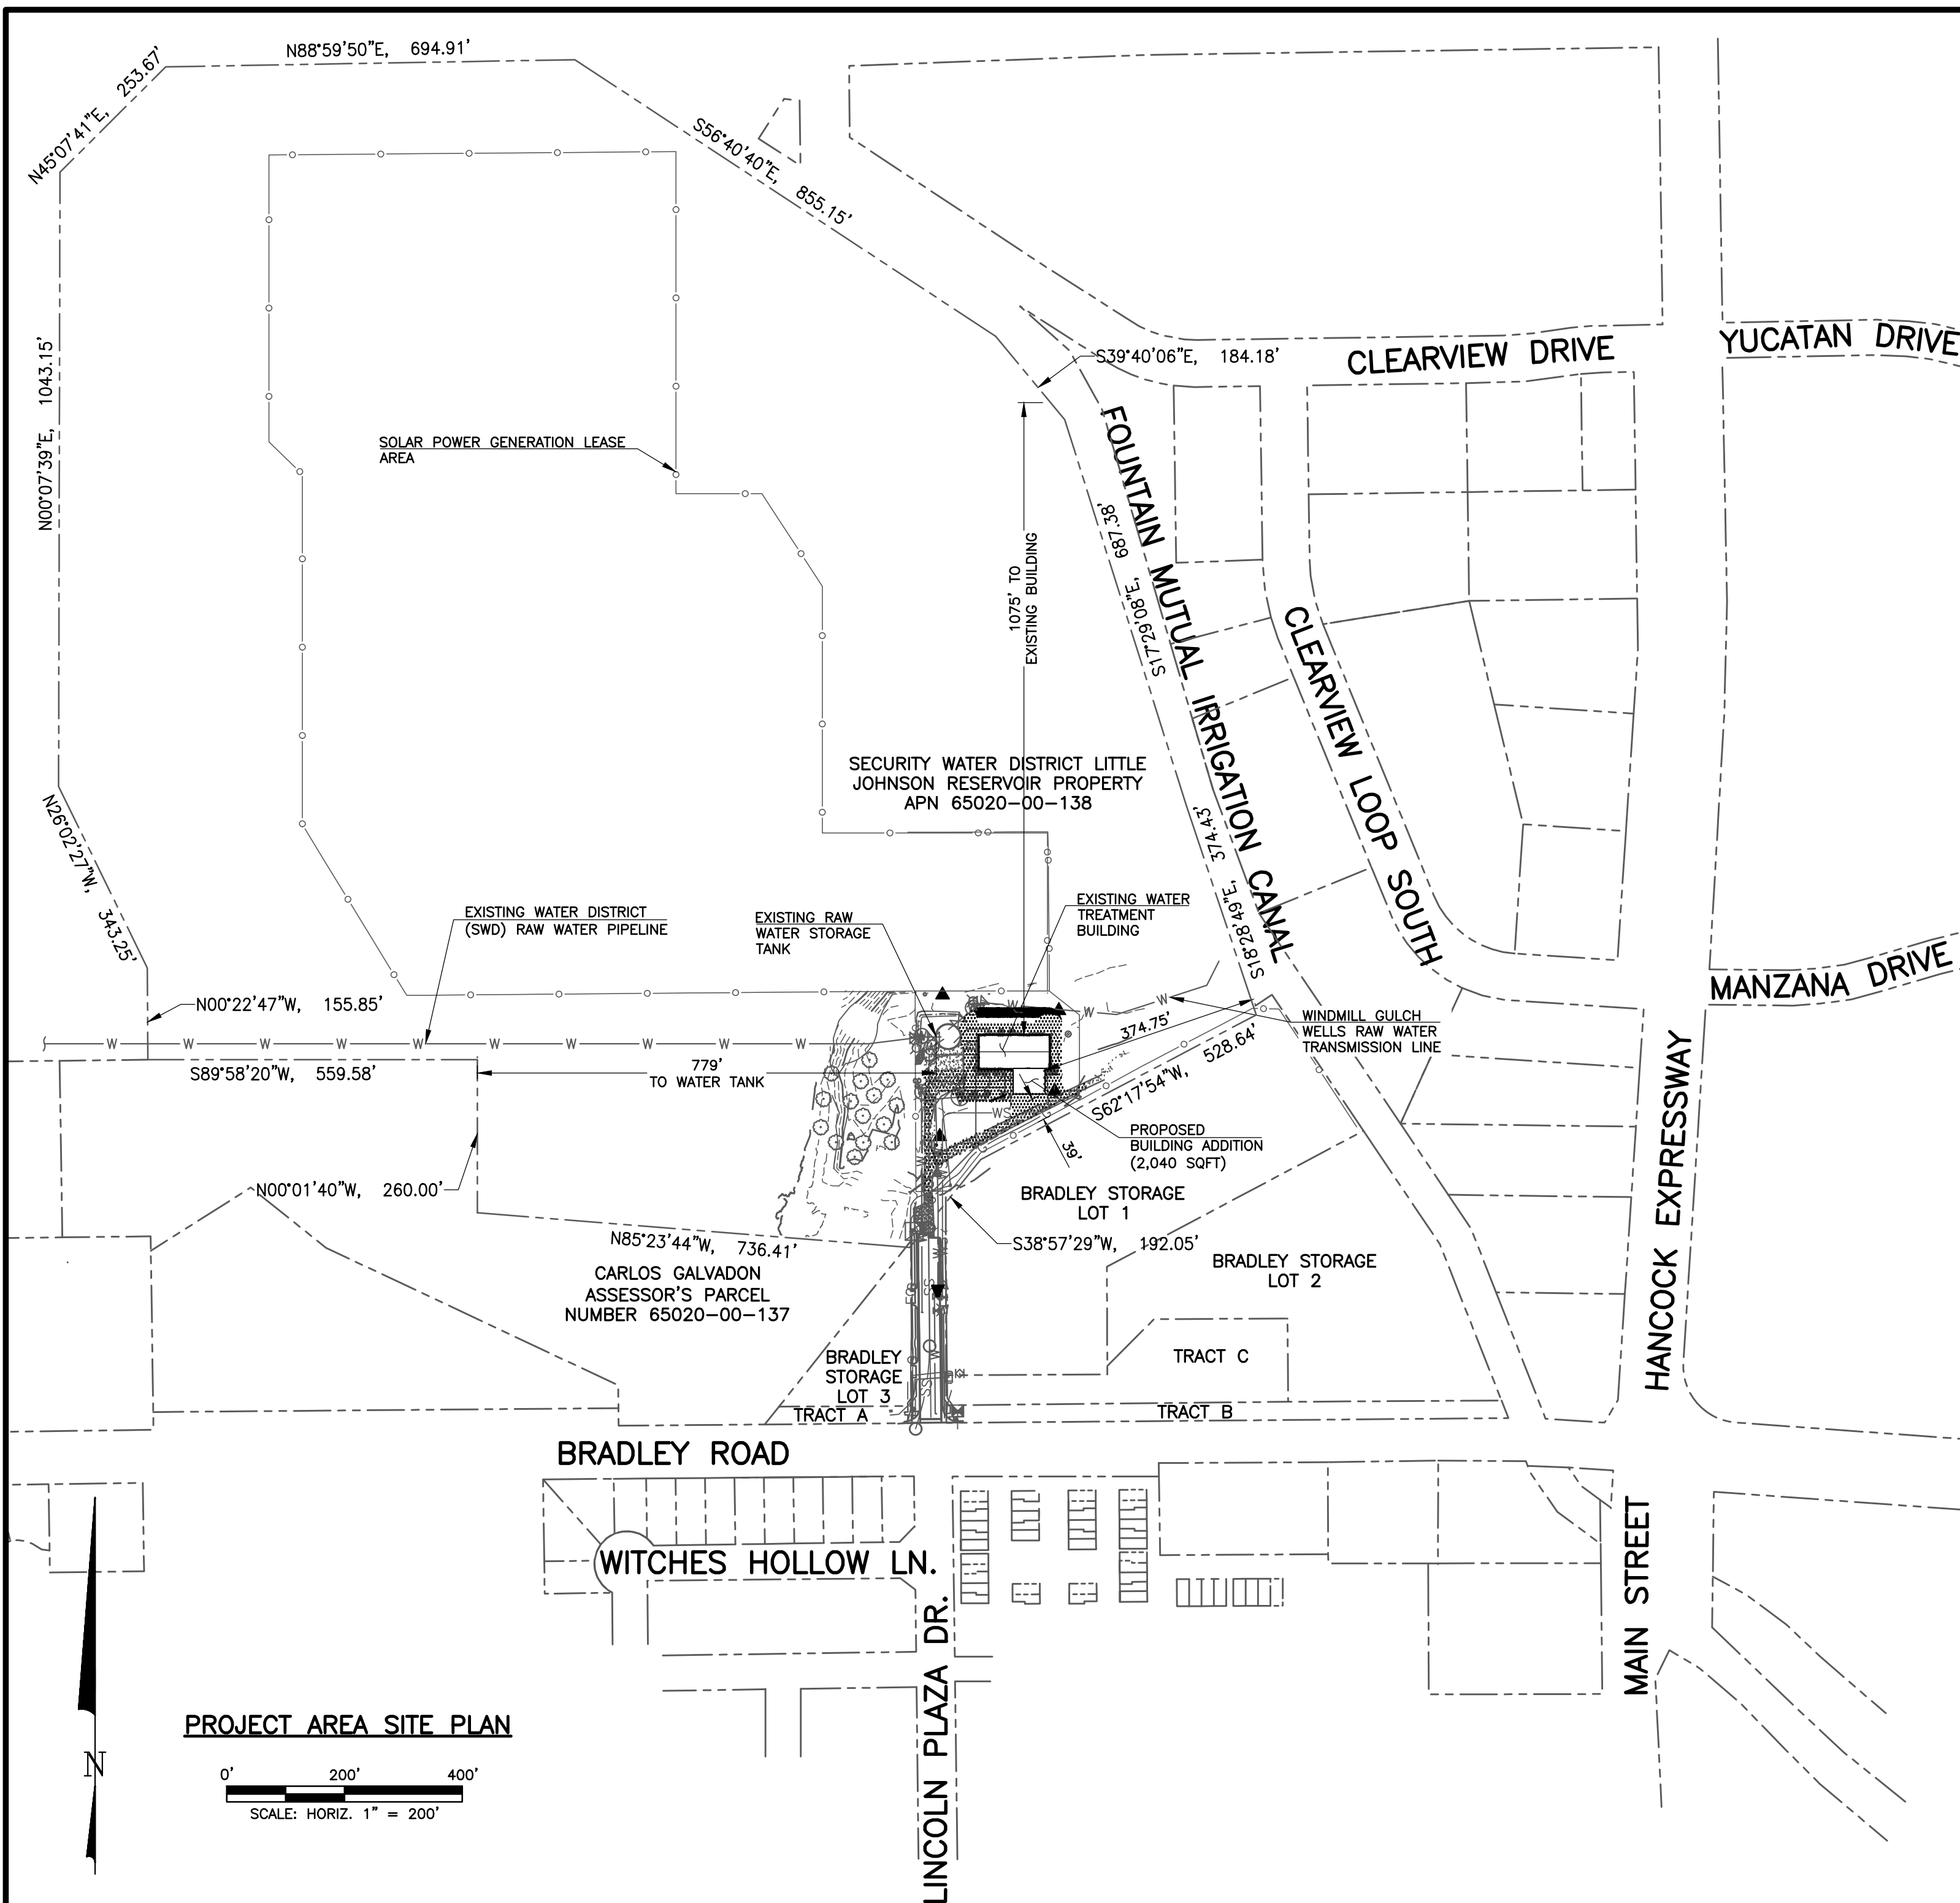 N88°59'50"E, 694.91'
N45°07'41"E, 253.67'
S56°40'40"E, 855.15'
N00°07'39"E, 1043.15'
S39°40'06"E, 184.18'
CLEARVIEW DRIVE
YUCATAN DRIVE
SOLAR POWER GENERATION LEASE
AREA
1075' TO
EXISTING BUILDING
FOUNTAIN MUTUAL IRRIGATION CANAL
S17°29'08"E, 687.38'
CLEARVIEW LOOP SOUTH
SECURITY WATER DISTRICT LITTLE
JOHNSON RESERVOIR PROPERTY
APN 65020-00-138
S18°28'49"E, 374.43'
N26°02'27"W, 343.25'
EXISTING WATER DISTRICT
(SWD) RAW WATER PIPELINE
EXISTING RAW
WATER STORAGE
TANK
EXISTING WATER
TREATMENT
BUILDING
MANZANA DRIVE
N00°22'47"W, 155.85'
W W W W W W W W W W
W W W
374.75'
WINDMILL GULCH
WELLS RAW WATER
TRANSMISSION LINE
S89°58'20"W, 559.58'
779'
TO WATER TANK
S62°17'54"W, 528.64'
WS
PROPOSED
BUILDING ADDITION
(2,040 SQFT)
39'
N00°01'40"W, 260.00'
BRADLEY STORAGE
LOT 1
HANCOCK EXPRESSWAY
N85°23'44"W, 736.41'
S38°57'29"W, 192.05'
CARLOS GALVADON
ASSESSOR'S PARCEL
NUMBER 65020-00-137
BRADLEY STORAGE
LOT 2
BRADLEY
STORAGE
LOT 3
TRACT C
TRACT A
TRACT B
BRADLEY ROAD
WITCHES HOLLOW LN.
LINCOLN PLAZA DR.
MAIN STREET
N
PROJECT AREA SITE PLAN
0' 200' 400'
SCALE: HORIZ. 1" = 200'